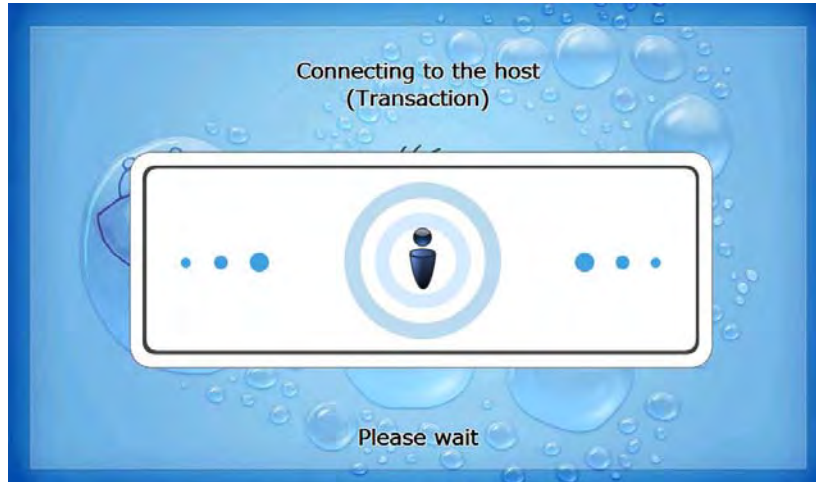 Connecting to the host
(Transaction)
Please wait